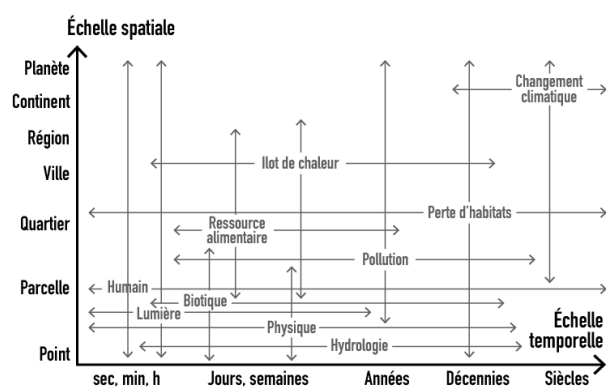 Échelle spatiale
Planète
Changement
climatique
Continent
Région
Ville
Ilot de chaleur
Quartier
Perte d'habitats
Ressource
alimentaire
Pollution
Parcelle
Humain
Biotique
Lumière
Physique
Échelle
temporelle
Hydrologie
Point
sec, min, h
Jours, semaines
Années
Décennies
Siècles